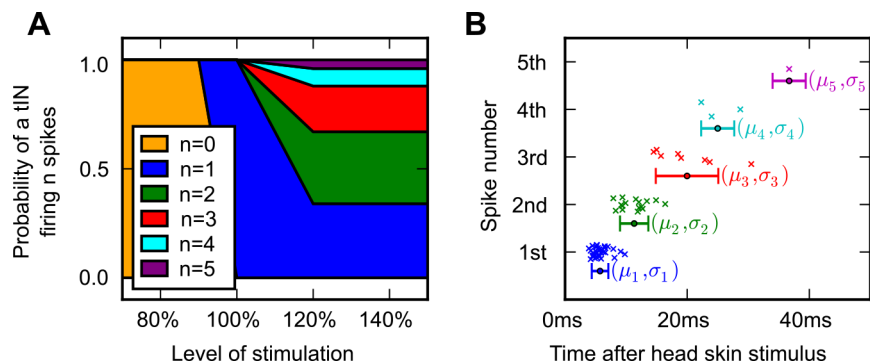 A
Probability of a tIN
firing n spikes
1.0
0.5
0.0
n=0
n=1
n=2
n=3
n=4
n=5
80%
100%
120%
140%
Level of stimulation
B
Spike number
5th
4th
3rd
2nd
1st
(μ5,σ5
(μ4,σ4)
(μ3,σ3)
(μ2,σ2)
(μ1,σ1)
0ms
20ms
40ms
Time after head skin stimulus